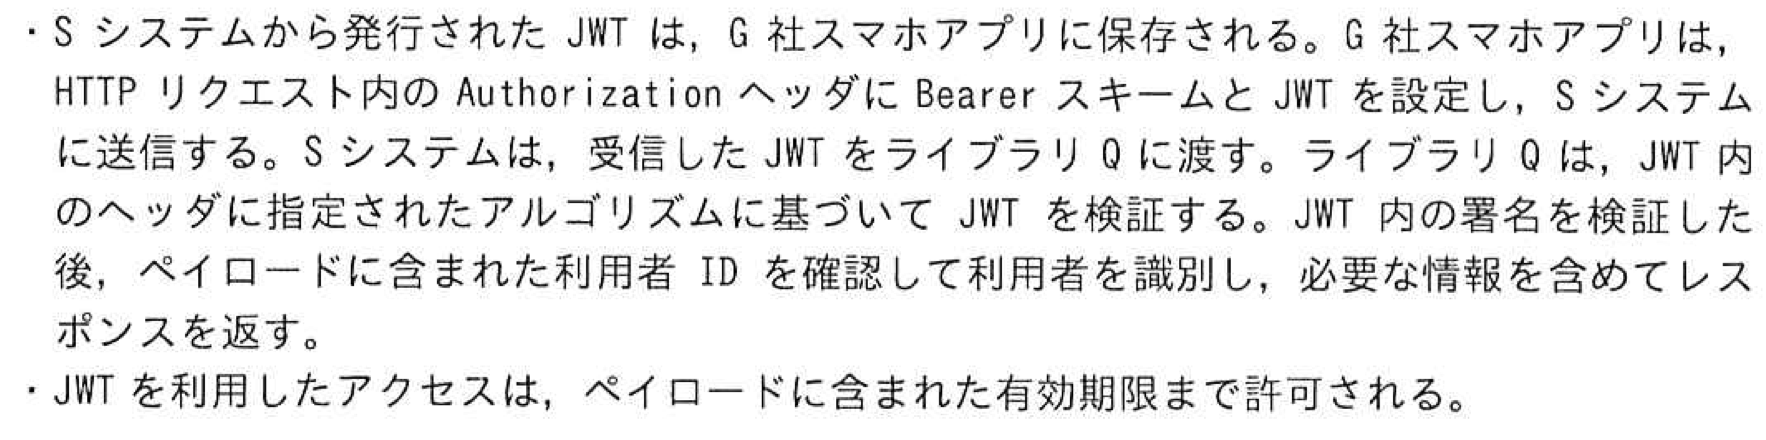 ・S システムから発行された JWT は，G 社スマホアプリに保存される。G 社スマホアプリは，
HTTP リクエスト内の Authorization ヘッダに Bearer スキームと JWT を設定し，S システム
に送信する。S システムは，受信した JWT をライブラリ Q に渡す。ライブラリ Q は，JWT 内
のヘッダに指定されたアルゴリズムに基づいて JWT を検証する。JWT 内の署名を検証した
後，ペイロードに含まれた利用者 ID を確認して利用者を識別し，必要な情報を含めてレス
ポンスを返す。
・JWT を利用したアクセスは，ペイロードに含まれた有効期限まで許可される。